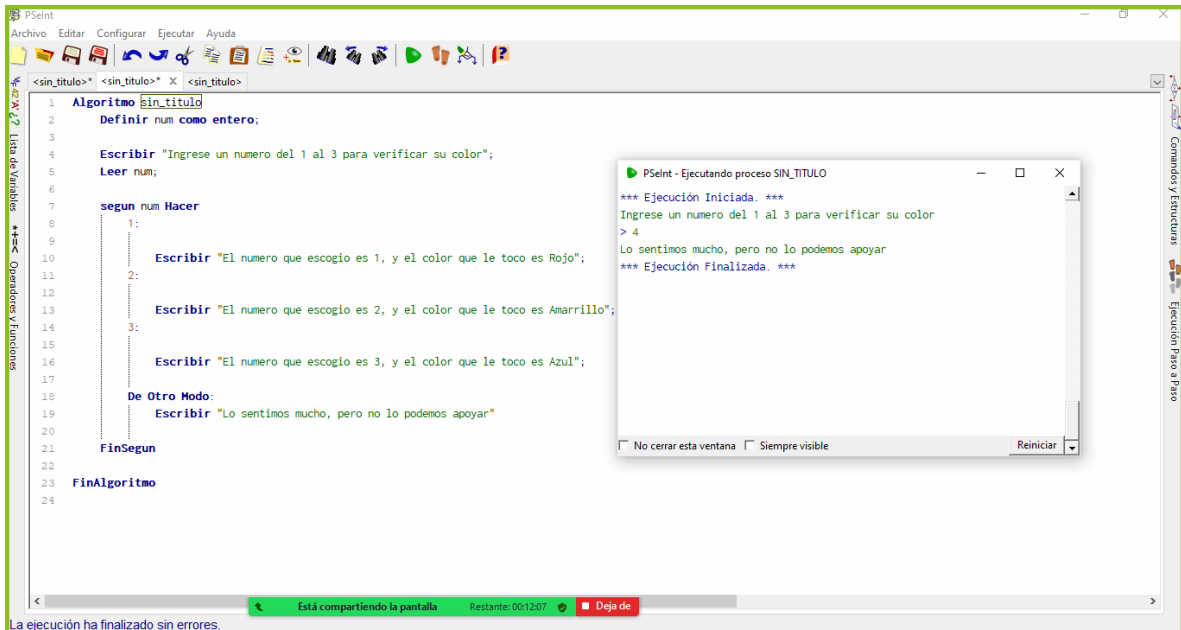 PSeInt
Archivo Editar Configurar Ejecutar Ayuda
<sin_titulo>* <sin_titulo>* X <sin_titulo>
1 Algoritmo sin_titulo
2 Definir num como entero;
3
4 Escribir "Ingrese un numero del 1 al 3 para verificar su color";
5 Leer num;
6
7 segun num Hacer
8 1:
9
10 Escribir "El numero que escogio es 1, y el color que le toco es Rojo";
11 2:
12
13 Escribir "El numero que escogio es 2, y el color que le toco es Amarrillo";
14 3:
15
16 Escribir "El numero que escogio es 3, y el color que le toco es Azul";
17
18 De Otro Modo:
19 Escribir "Lo sentimos mucho, pero no lo podemos apoyar"
20
21 FinSegun
22
23 FinAlgoritmo
24
Lista de Variables
*+=< Operadores y Funciones
PSeInt - Ejecutando proceso SIN_TITULO
*** Ejecución Iniciada. ***
Ingrese un numero del 1 al 3 para verificar su color
> 4
Lo sentimos mucho, pero no lo podemos apoyar
*** Ejecución Finalizada. ***
No cerrar esta ventana Siempre visible Reiniciar
Comandos y Estructuras
Ejecución Paso a Paso
Está compartiendo la pantalla Restante: 00:12:07 Deja de
La ejecución ha finalizado sin errores.